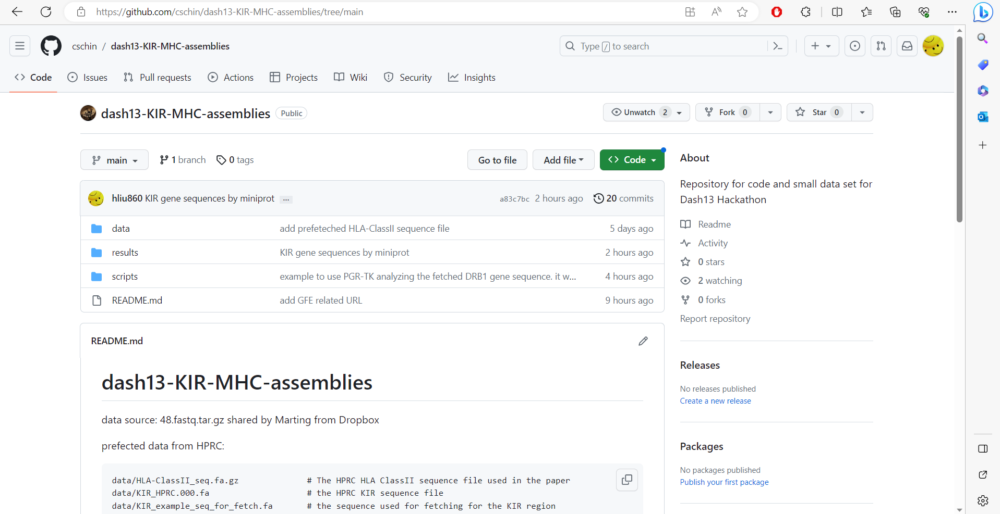 https://github.com/cschin/dash13-KIR-MHC-assemblies/tree/main
cschin / dash13-KIR-MHC-assemblies
Type / to search
Code Issues Pull requests Actions Projects Wiki Security Insights
dash13-KIR-MHC-assemblies Public
Unwatch 2 Fork 0 Star 0
main 1 branch 0 tags
Go to file Add file Code
hliu860 KIR gene sequences by miniprot ... a83c7bc 2 hours ago 20 commits
data add prefeteched HLA-ClassII sequence file 5 days ago
results KIR gene sequences by miniprot 2 hours ago
scripts example to use PGR-TK analyzing the fetched DRB1 gene sequence. it w... 4 hours ago
README.md add GFE related URL 9 hours ago
README.md
dash13-KIR-MHC-assemblies
data source: 48.fastq.tar.gz shared by Marting from Dropbox
prefected data from HPRC:
data/HLA-ClassII_seq.fa.gz # The HPRC HLA ClassII sequence file used in the paper
data/KIR_HPRC.000.fa # the HPRC KIR sequence file
data/KIR_example_seq_for_fetch.fa # the sequence used for fetching for the KIR region
About
Repository for code and small data set for
Dash13 Hackathon
Readme
Activity
0 stars
2 watching
0 forks
Report repository
Releases
No releases published
Create a new release
Packages
No packages published
Publish your first package